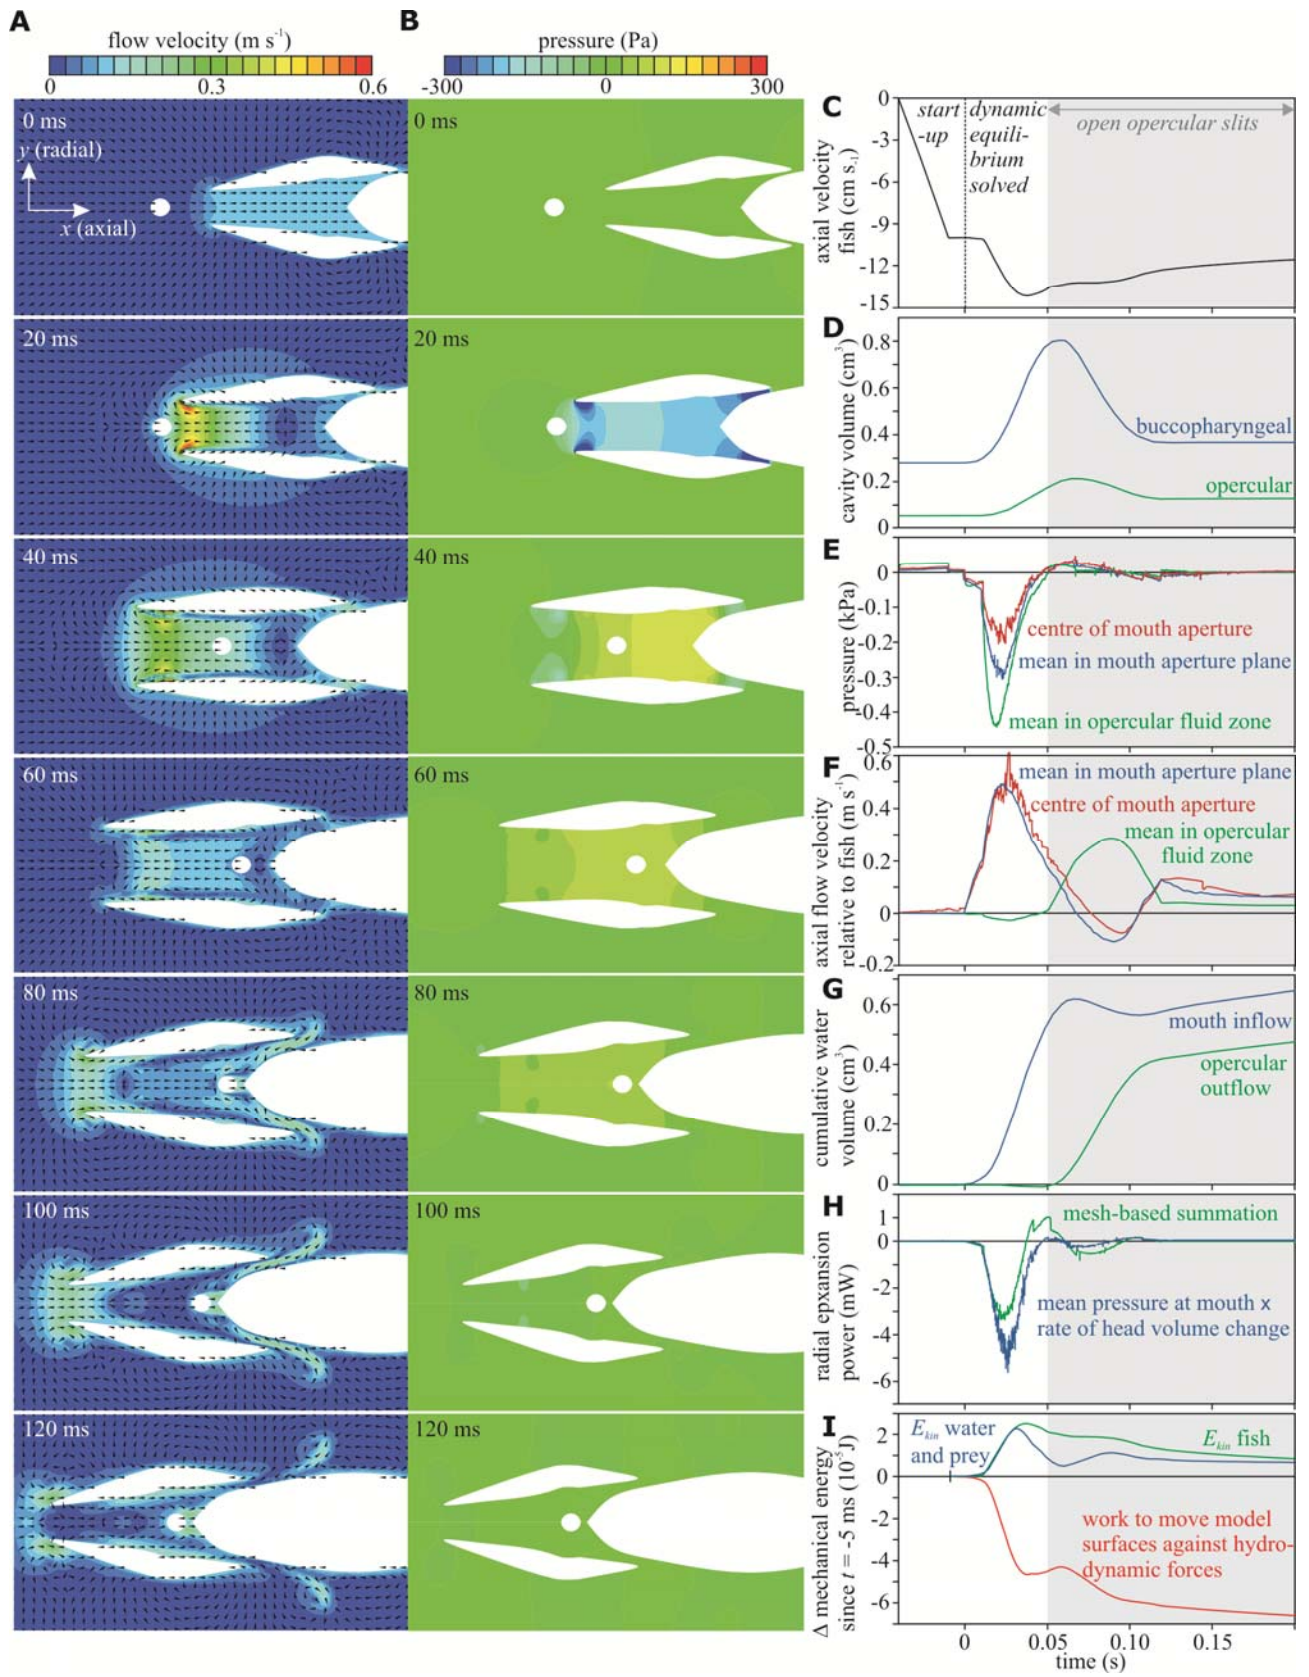 A
flow velocity (m s-1)
0
0.3
0.6
B
pressure (Pa)
-300
0
300
0 ms
y (radial)
x (axial)
0 ms
20 ms
20 ms
40 ms
40 ms
60 ms
60 ms
80 ms
80 ms
100 ms
100 ms
120 ms
120 ms
C
axial velocity
fish (cm s-1)
0
-3
-6
-9
-12
-15
start
-up
dynamic
equili-
brium
solved
open opercular slits
D
cavity volume (cm3)
0.8
0.6
0.4
0.2
0
buccopharyngeal
opercular
E
pressure (kPa)
0
-0.1
-0.2
-0.3
-0.4
-0.5
centre of mouth aperture
mean in mouth aperture plane
mean in opercular fluid zone
F
axial flow velocity
relative to fish (m s-1)
0.6
0.4
0.2
0
-0.2
mean in mouth aperture plane
centre of mouth aperture
mean in opercular
fluid zone
G
cumulative water
volume (cm3)
0.6
0.4
0.2
0
mouth inflow
opercular
outflow
H
radial epxansion
power (mW)
1
0
-2
-4
-6
mesh-based summation
mean pressure at mouth x
rate of head volume change
I
Δ mechanical energy
since t = -5 ms (10-5J)
2
0
-2
-4
-6
Ekin water
and prey
Ekin fish
work to move model
surfaces against hydro-
dynamic forces
0
0.05
0.10
0.15
time (s)